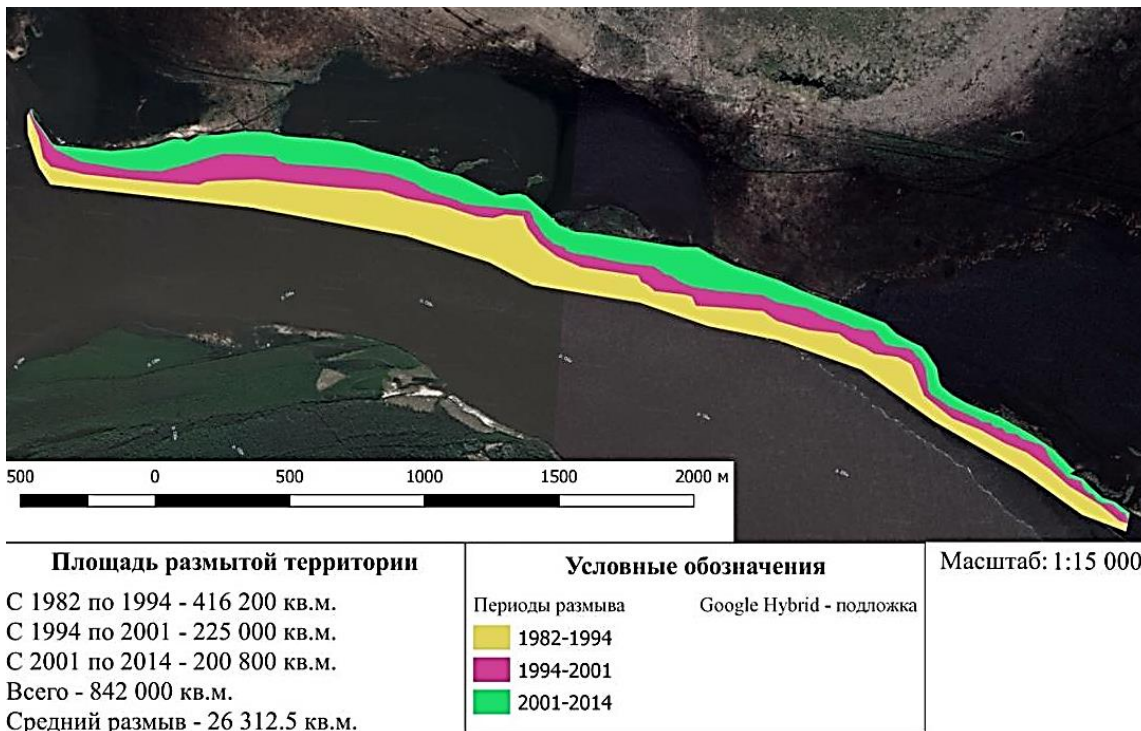 500 0 500 1000 1500 2000 м
Площадь размытой территории
С 1982 по 1994 - 416 200 кв.м.
С 1994 по 2001 - 225 000 кв.м.
С 2001 по 2014 - 200 800 кв.м.
Всего - 842 000 кв.м.
Средний размыв - 26 312.5 кв.м.
Условные обозначения
Периоды размыва
Google Hybrid - подложка
1982-1994
1994-2001
2001-2014
Масштаб: 1:15 000